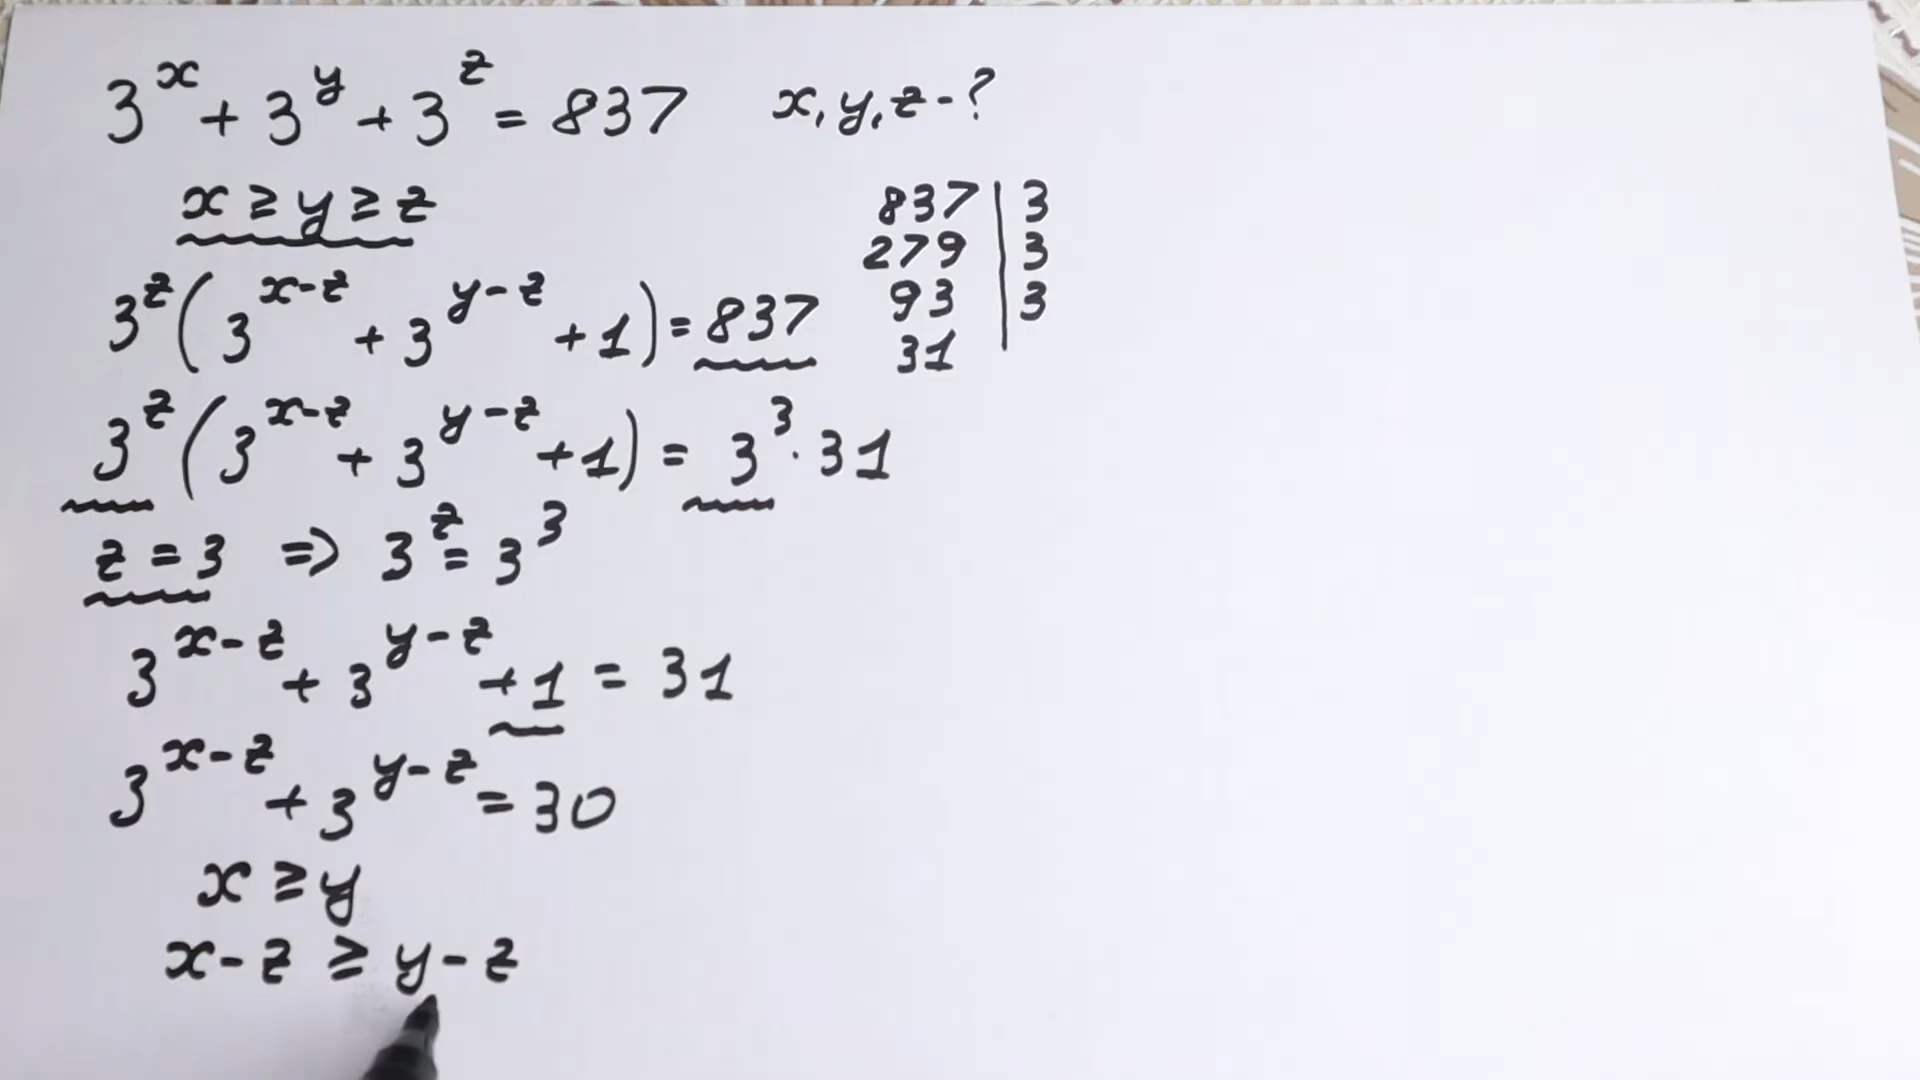 3^x + 3^y + 3^z = 837   x, y, z - ?
x ≥ y ≥ z
837 | 3
279 | 3
93 | 3
31
3^z (3^(x-z) + 3^(y-z) + 1) = 837
3^z (3^(x-z) + 3^(y-z) + 1) = 3^3 · 31
z = 3 ⇒ 3^z = 3^3
3^(x-z) + 3^(y-z) + 1 = 31
3^(x-z) + 3^(y-z) = 30
x ≥ y
x - z ≥ y - z